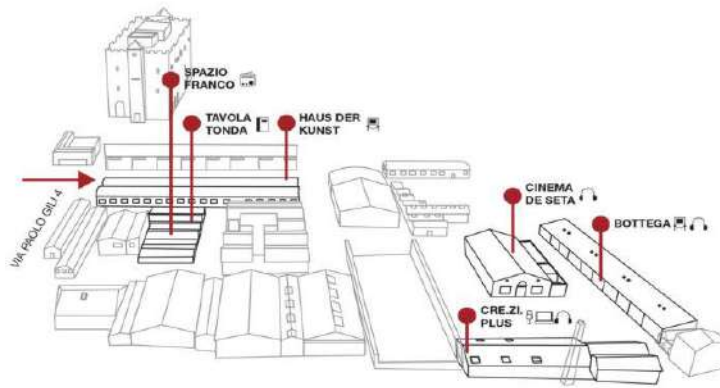 SPAZIO
FRANCO
TAVOLA
TONDA
HAUS DER
KUNST
VIA PAOLO GILI 4
CINEMA
DE SETA
BOTTEGA
CRE.ZI.
PLUS